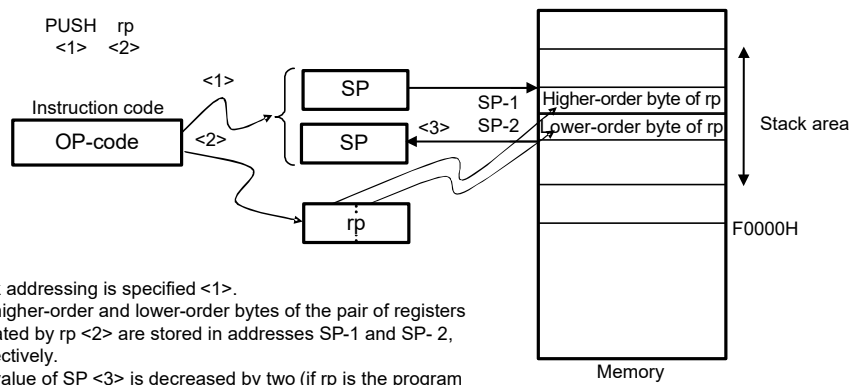 PUSH rp
<1> <2>
<1>
SP
Instruction code
SP-1
Higher-order byte of rp
OP-code
<2>
SP
<3>
SP-2
Lower-order byte of rp
Stack area
rp
F0000H
addressing is specified <1>.
higher-order and lower-order bytes of the pair of registers
by rp <2> are stored in addresses SP-1 and SP- 2,
value of SP <3> is decreased by two (if rp is the program
Memory